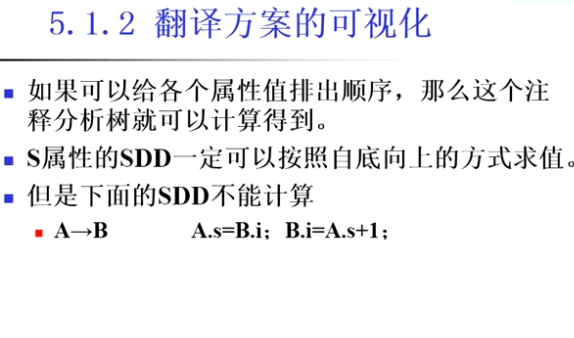 5.1.2 翻译方案的可视化
如果可以给各个属性值排出顺序，那么这个注
释分析树就可以计算得到。
S属性的SDD一定可以按照自底向上的方式求值。
但是下面的SDD不能计算
A→B A.s=B.i；B.i=A.s+1；